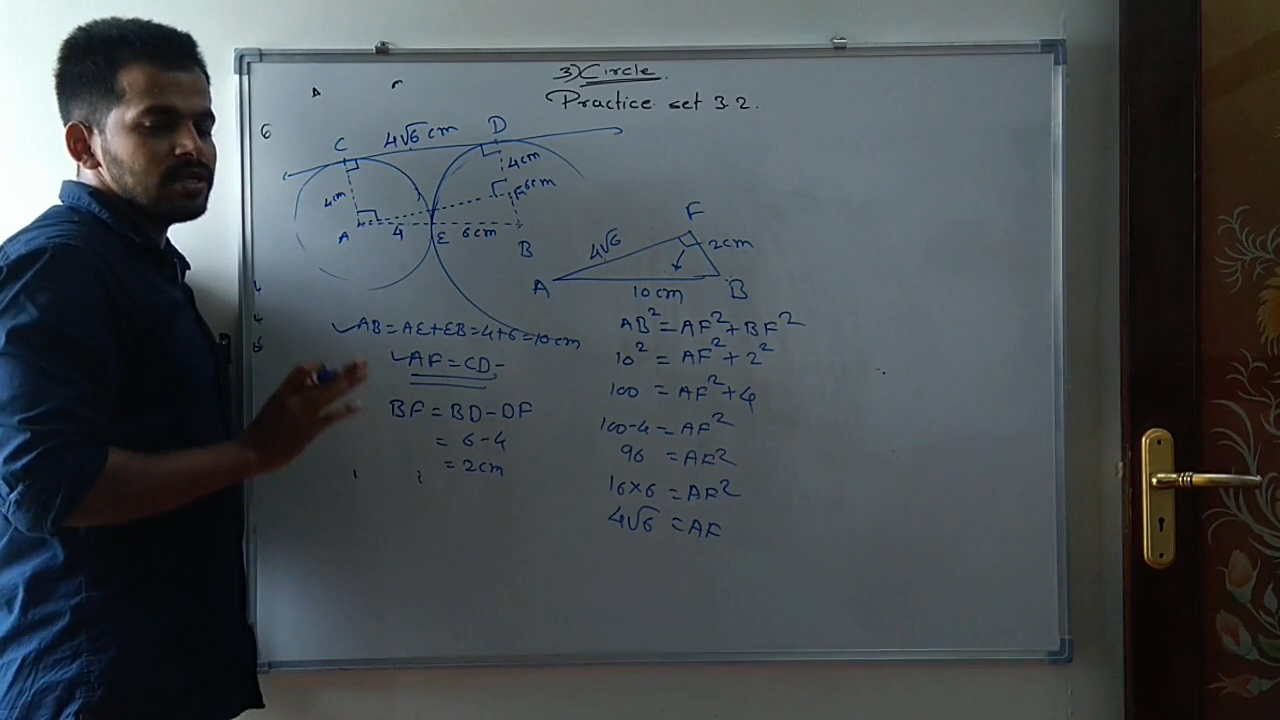 3) Circle.
Practice set 3.2.
6
C 4√6 cm D
4cm
4cm
F 6cm
A 4 E 6cm B
F
4√6 2cm
A 10cm B
AB = AE+EB = 4+6 = 10cm
AF = CD-
BF = BD-DF
= 6-4
= 2cm
AB² = AF² + BF²
10² = AF² + 2²
100 = AF² + 4
100-4 = AF²
96 = AF²
16×6 = AF²
4√6 = AF